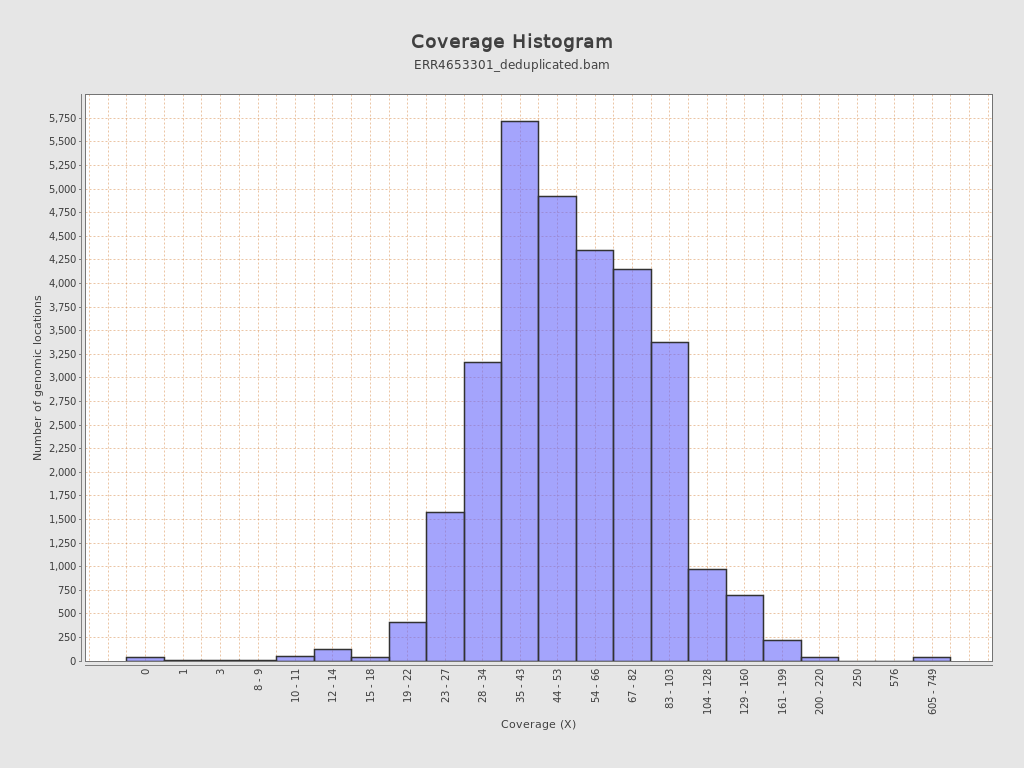 Coverage Histogram
ERR4653301_deduplicated.bam
Number of genomic locations
5,750
5,500
5,250
5,000
4,750
4,500
4,250
4,000
3,750
3,500
3,250
3,000
2,750
2,500
2,250
2,000
1,750
1,500
1,250
1,000
750
500
250
0
0
1
3
8 - 9
10 - 11
12 - 14
15 - 18
19 - 22
23 - 27
28 - 34
35 - 43
44 - 53
54 - 66
67 - 82
83 - 103
104 - 128
129 - 160
161 - 199
200 - 220
250
576
605 - 749
Coverage (X)